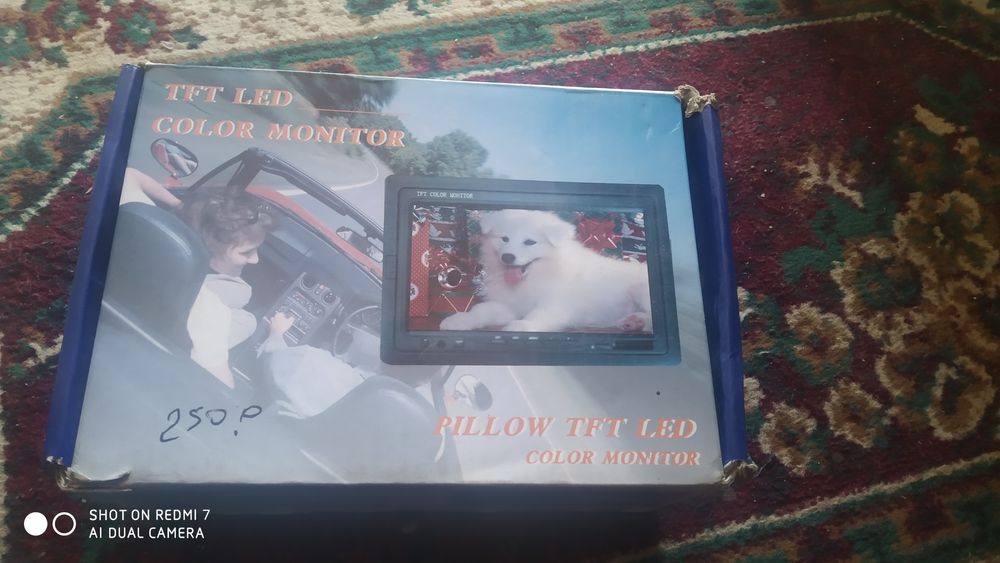 TFT LED
COLOR MONITOR
TFT COLOR MONITOR
250.P
PILLOW TFT LED
COLOR MONITOR
SHOT ON REDMI 7
AI DUAL CAMERA